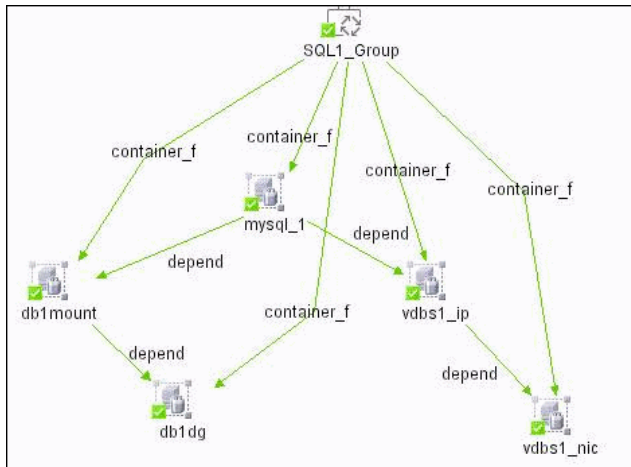 SQL1_Group
container_f
container_f
container_f
container_f
mysql_1
depend
depend
db1mount
vdbs1_ip
container_f
depend
depend
db1dg
vdbs1_nic